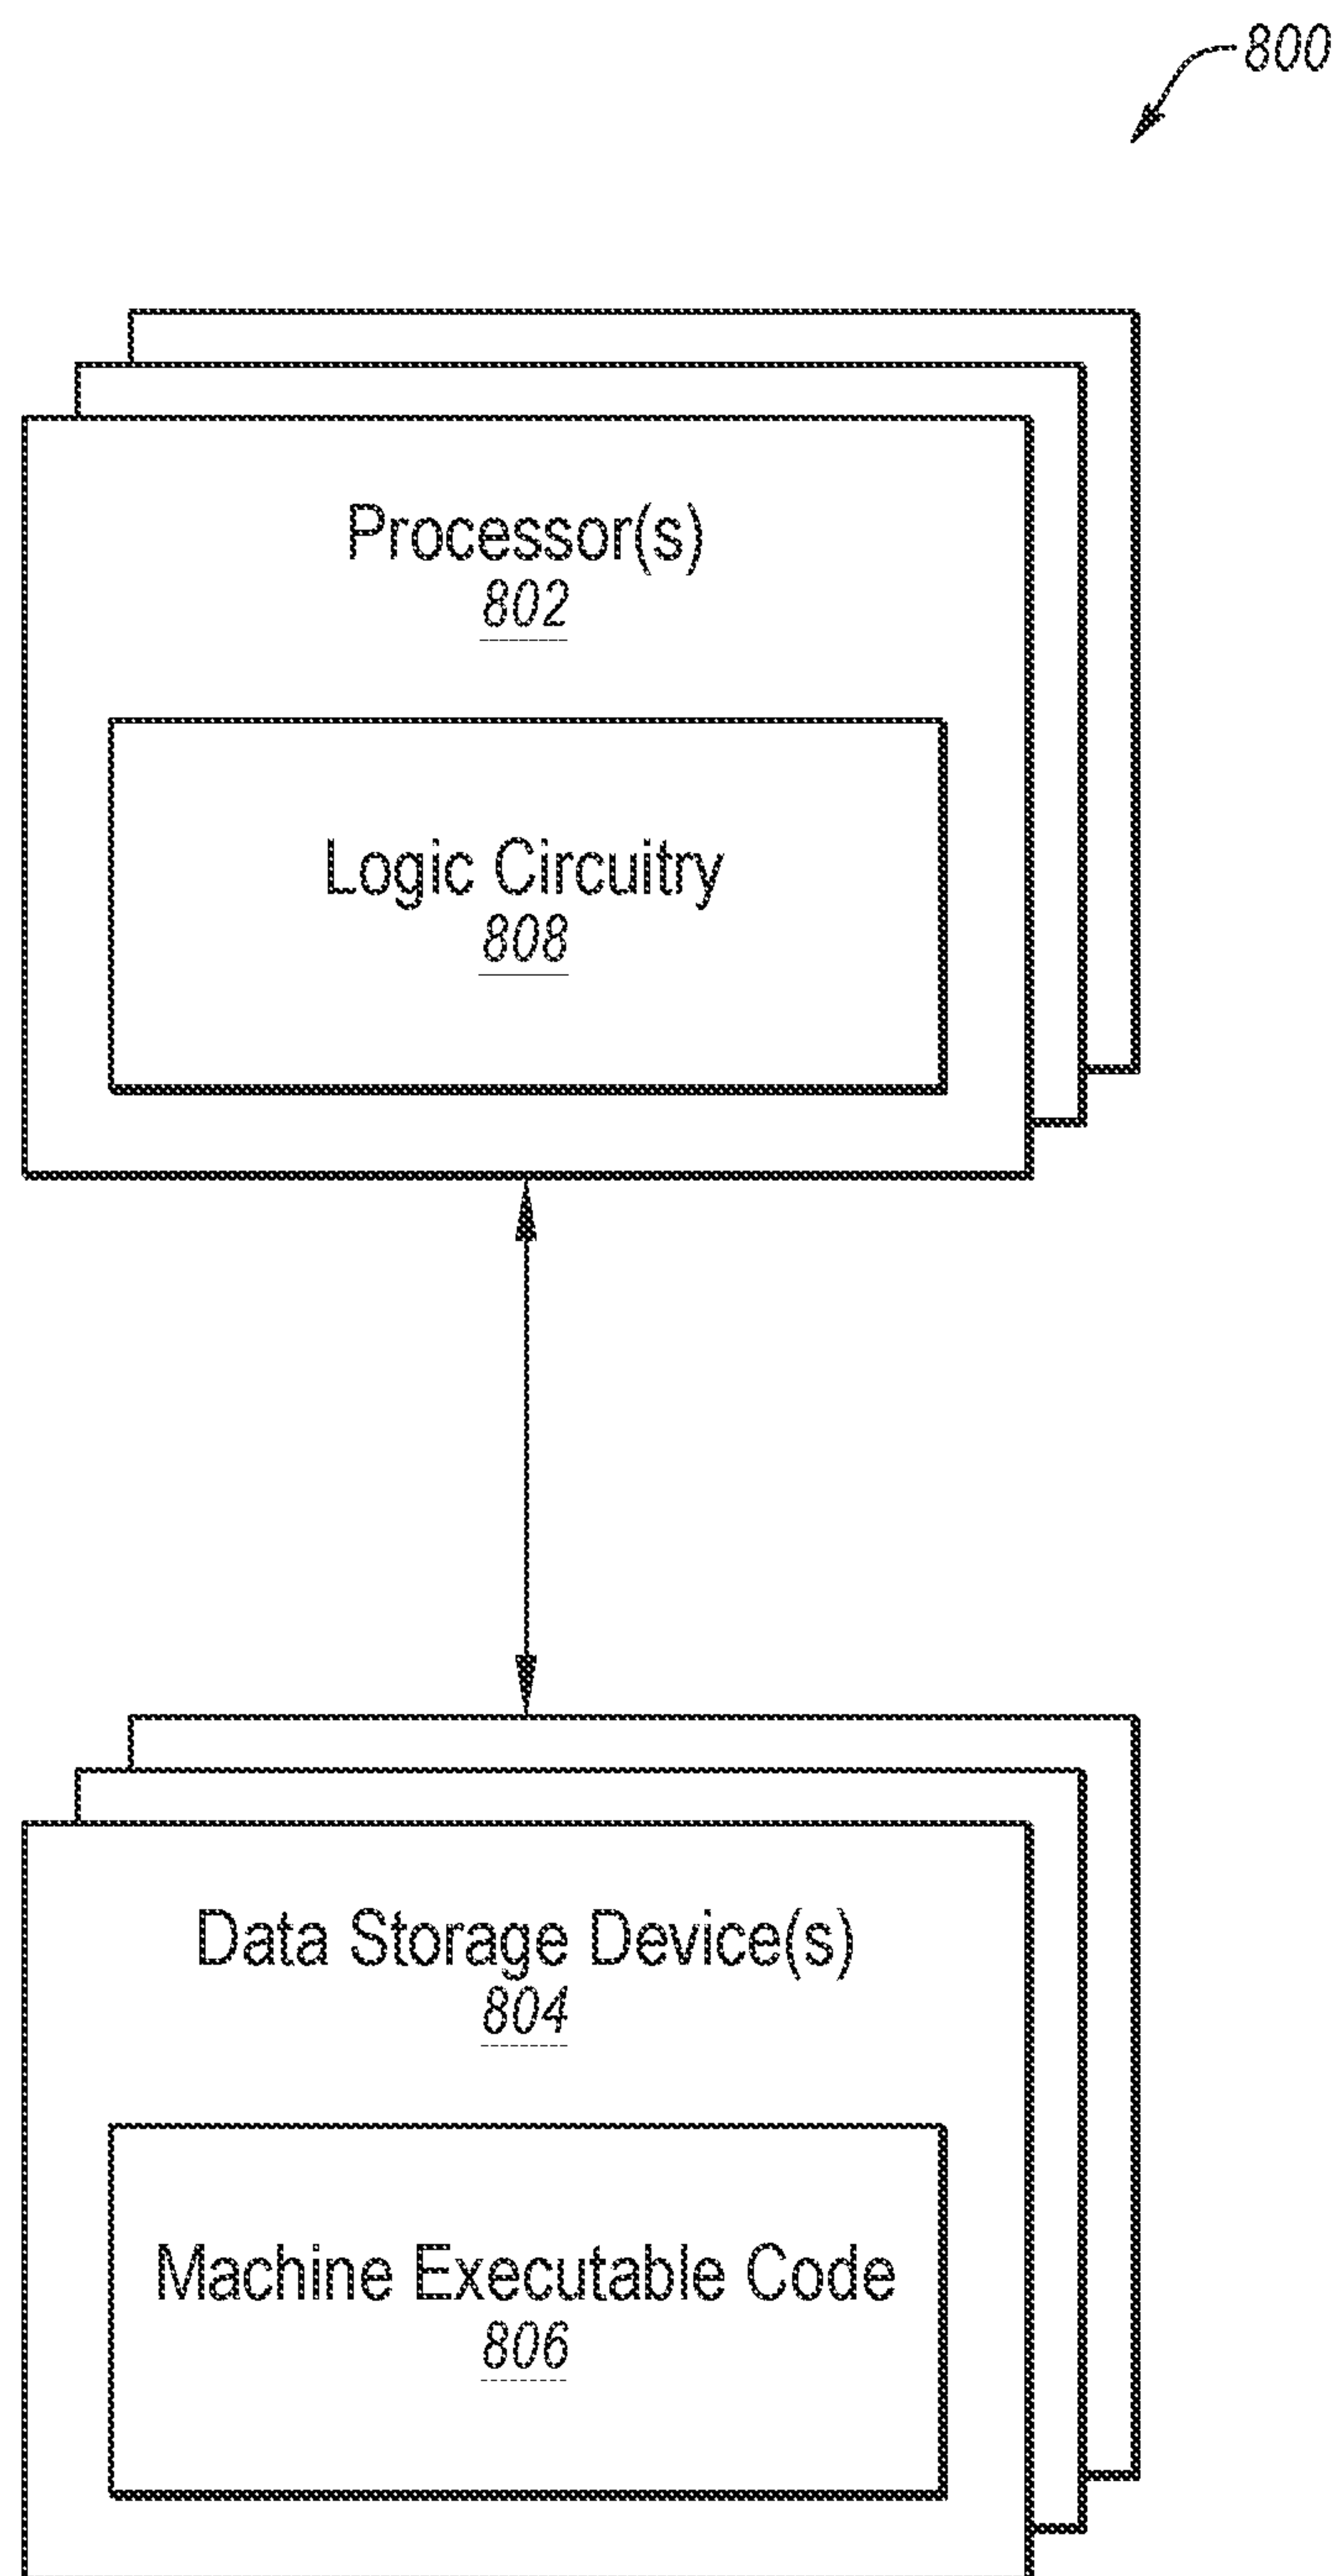 800
Processor(s)
802
Logic Circuitry
808
Data Storage Device(s)
804
Machine Executable Code
806